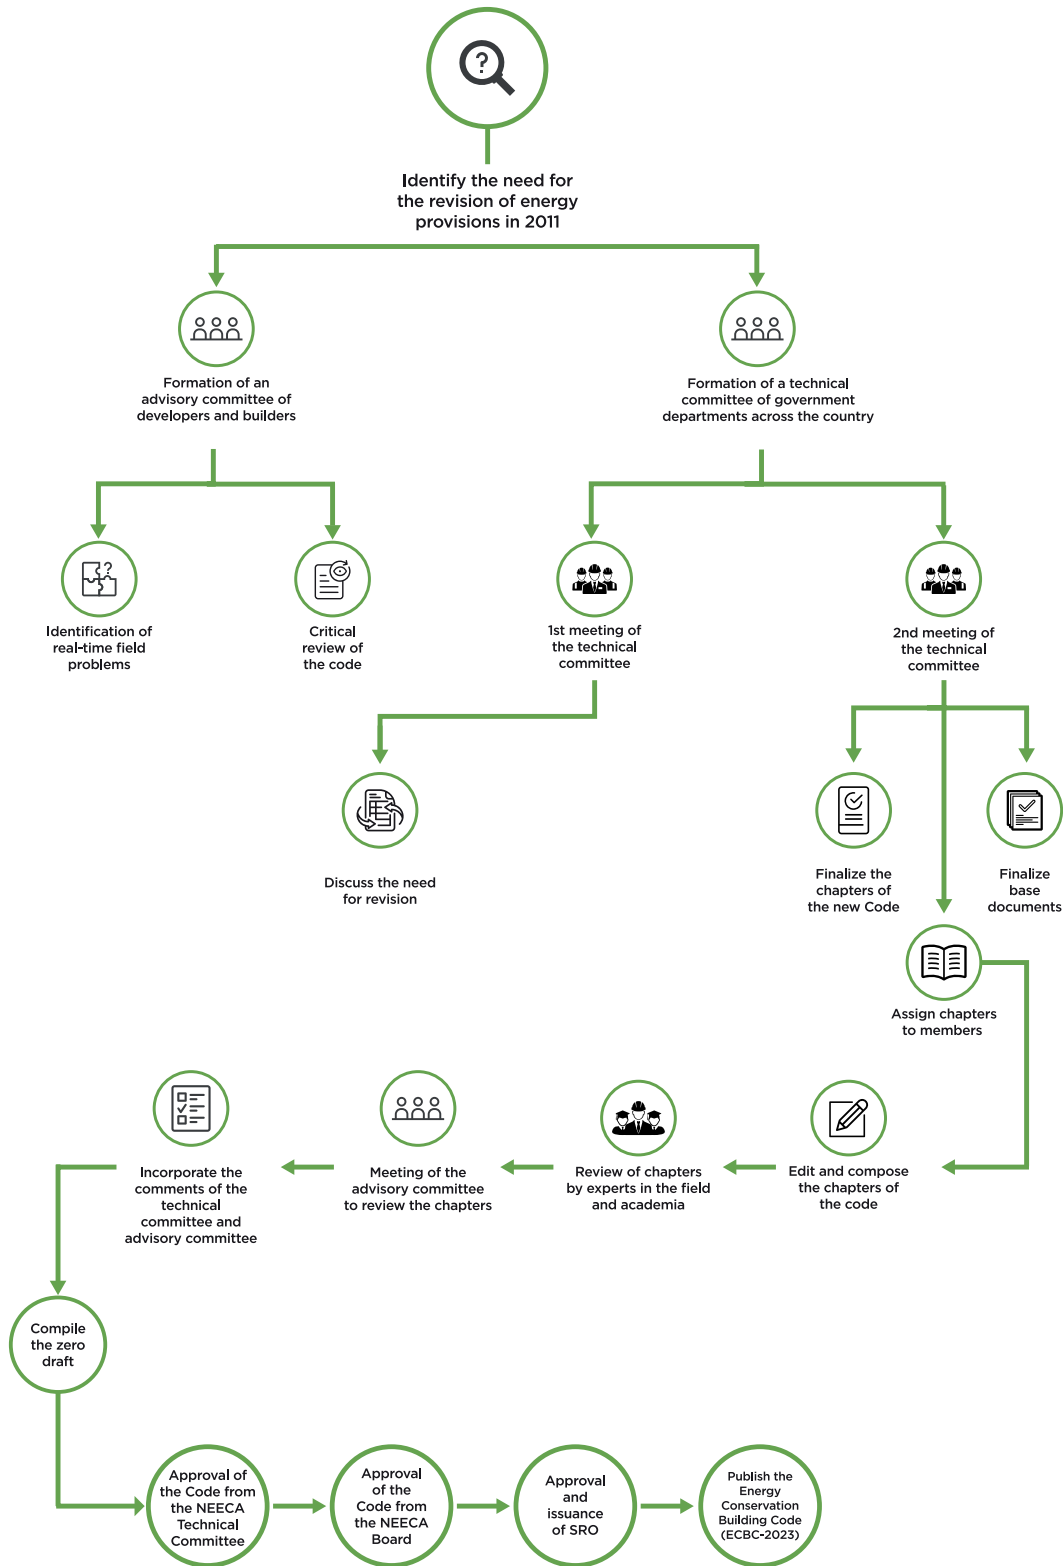 ?
Identify the need for
the revision of energy
provisions in 2011
Formation of an
advisory committee of
developers and builders
Formation of a technical
committee of government
departments across the country
?
Identification of
real-time field
problems
Critical
review of
the code
1st meeting of
the technical
committee
2nd meeting of
the technical
committee
Discuss the need
for revision
Finalize the
chapters of
the new Code
Finalize
base
documents
Assign chapters
to members
Incorporate the
comments of the
technical
committee and
advisory committee
Meeting of the
advisory committee
to review the chapters
Review of chapters
by experts in the field
and academia
Edit and compose
the chapters of
the code
Compile
the zero
draft
Approval of
the Code from
the NEECA
Technical
Committee
Approval
of the
Code from
the NEECA
Board
Approval
and
issuance
of SRO
Publish the
Energy
Conservation
Building Code
(ECBC-2023)